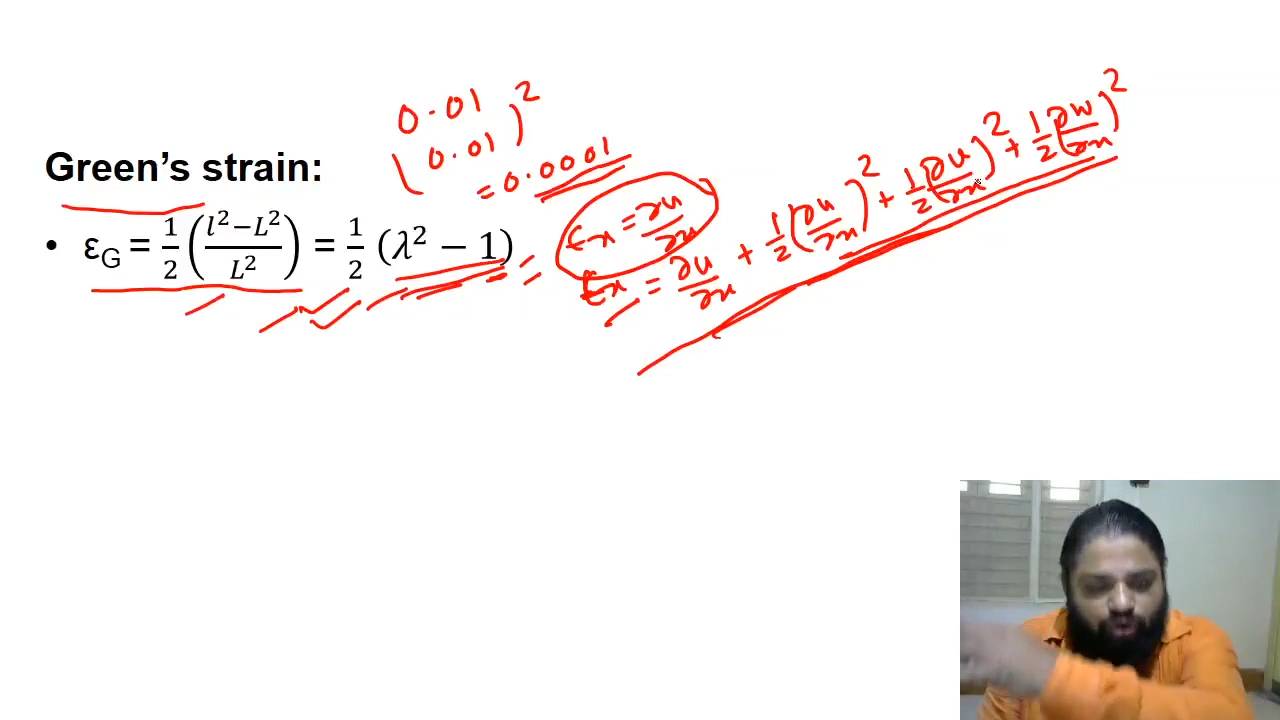 0.01
(0.01)² = 0.0001
Green's strain:
• ε_G = 1/2 ((l²−L²)/L²) = 1/2 (λ² − 1) =
εx = ∂u/∂x
εx = ∂u/∂x + 1/2 (∂u/∂x)² + 1/2 (∂v/∂x)² + 1/2 (∂w/∂x)²